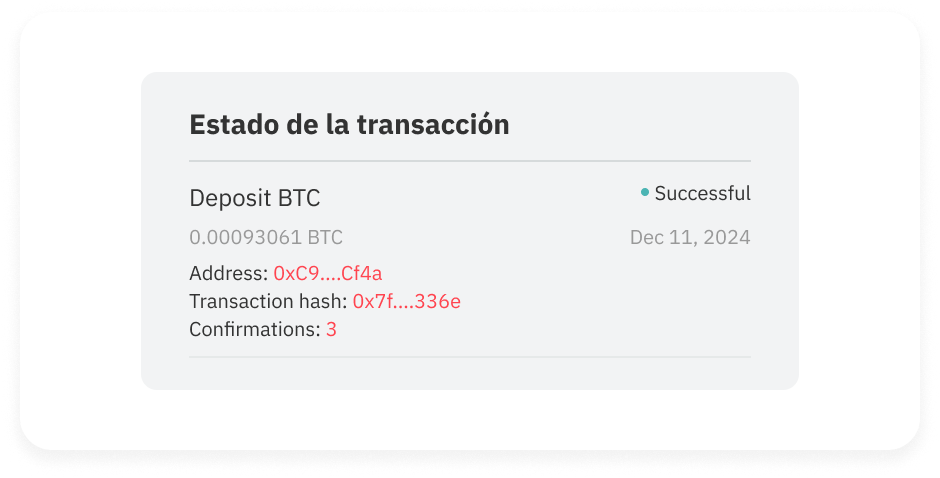 Estado de la transacción
Deposit BTC
Successful
0.00093061 BTC
Dec 11, 2024
Address: 0xC9....Cf4a
Transaction hash: 0x7f....336e
Confirmations: 3